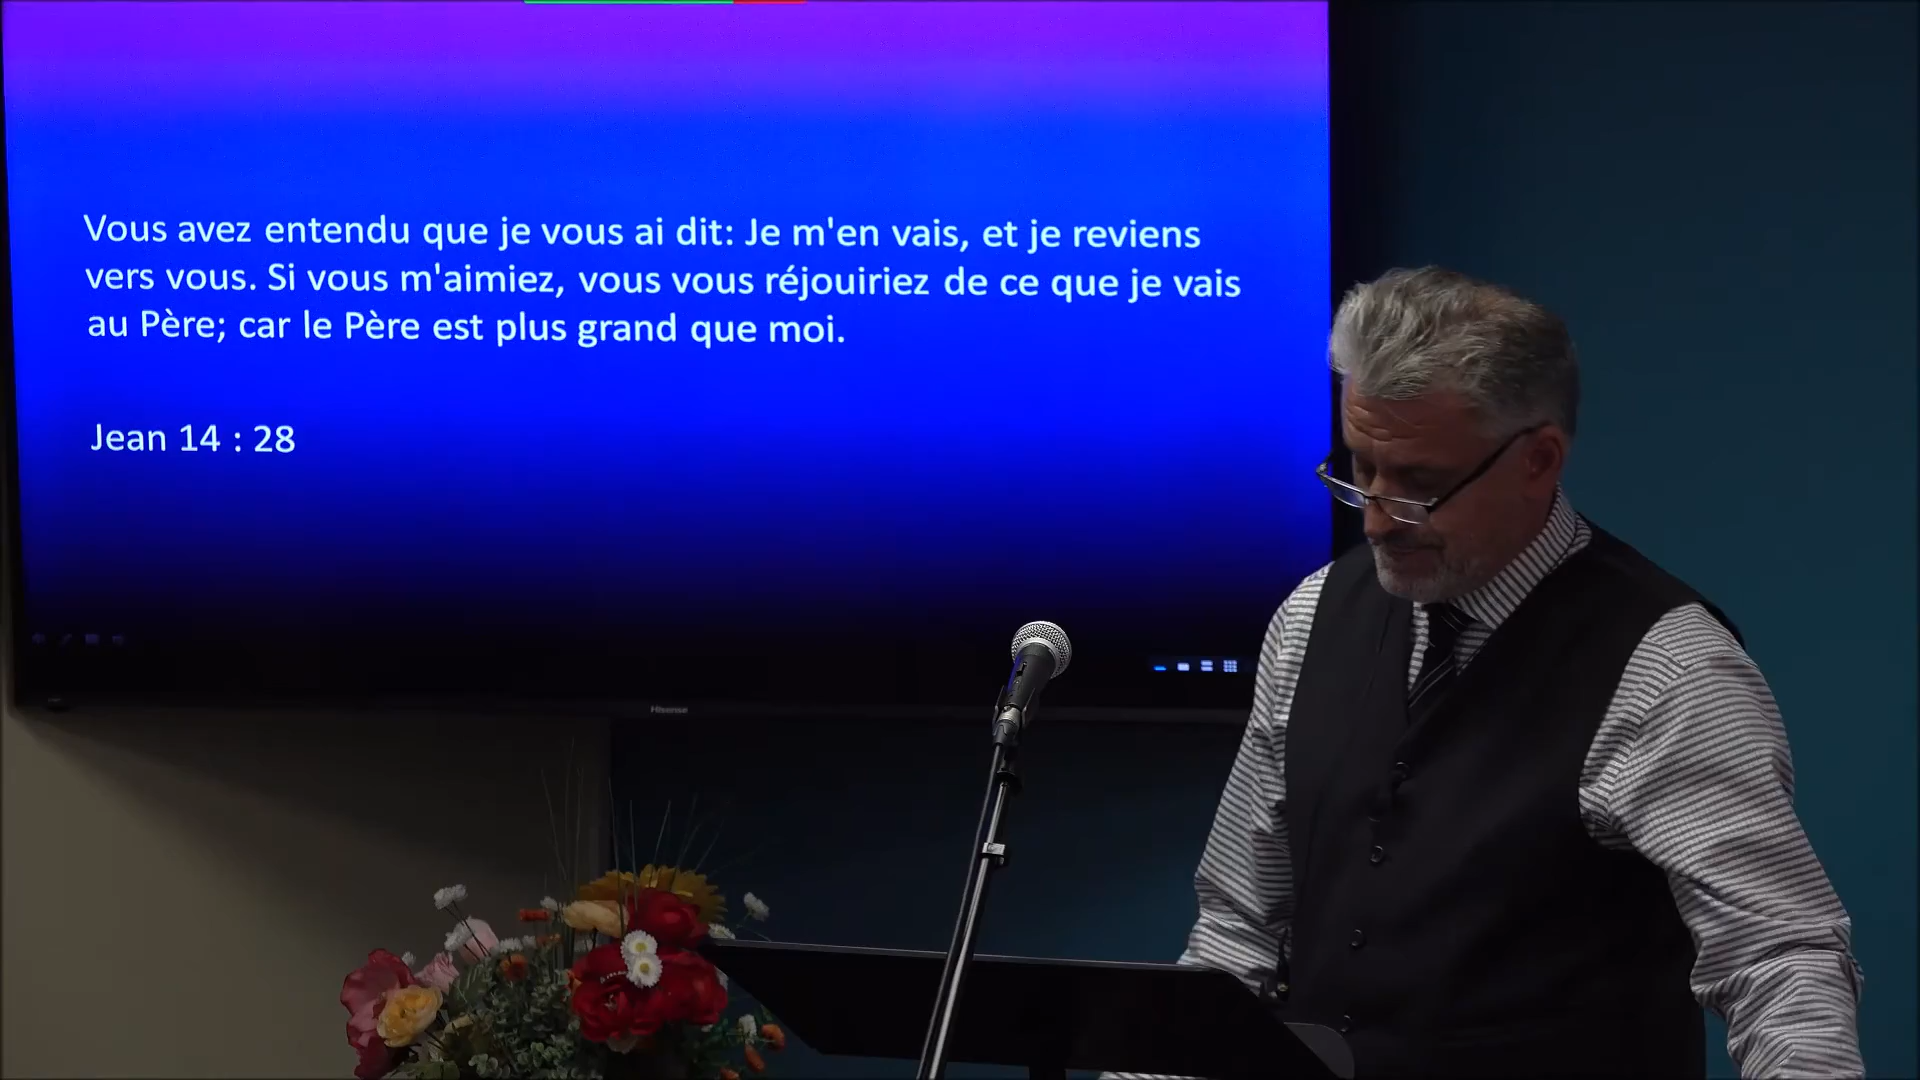 Vous avez entendu que je vous ai dit: Je m'en vais, et je reviens
vers vous. Si vous m'aimiez, vous vous réjouiriez de ce que je vais
au Père; car le Père est plus grand que moi.
Jean 14 : 28
Hisense